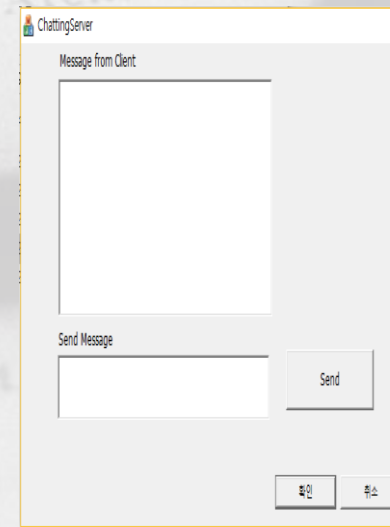 ChattingServer
Message from Client
Send Message
Send
확인
취소